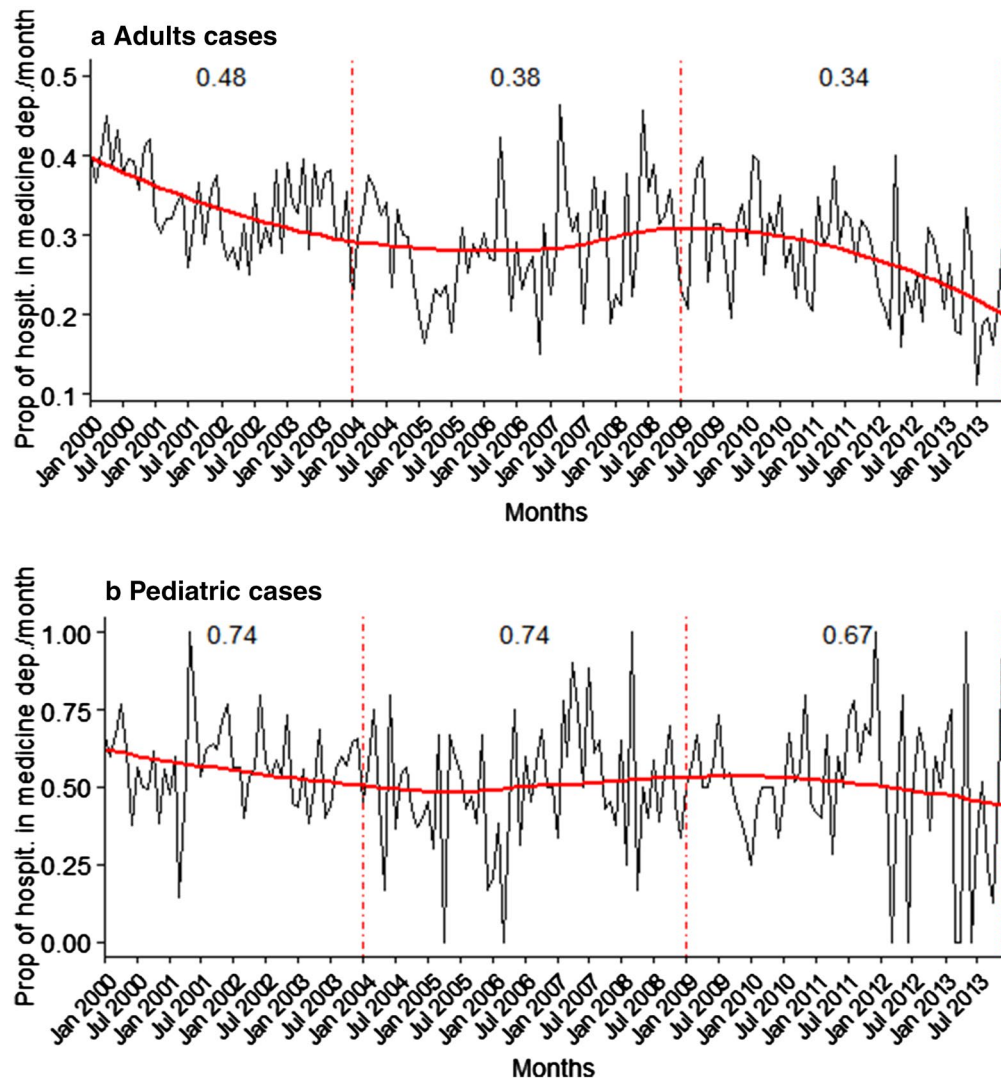 a Adults cases
Prop of hospit. in medicine dep./month
0.48 0.38 0.34
0.5
0.4
0.3
0.2
0.1
Jan 2000 Jul 2000 Jan 2001 Jul 2001 Jan 2002 Jul 2002 Jan 2003 Jul 2003 Jan 2004 Jul 2004 Jan 2005 Jul 2005 Jan 2006 Jul 2006 Jan 2007 Jul 2007 Jan 2008 Jul 2008 Jan 2009 Jul 2009 Jan 2010 Jul 2010 Jan 2011 Jul 2011 Jan 2012 Jul 2012 Jan 2013 Jul 2013
Months
b Pediatric cases
Prop of hospit. in medicine dep./month
0.74 0.74 0.67
1.00
0.75
0.50
0.25
0.00
Jan 2000 Jul 2000 Jan 2001 Jul 2001 Jan 2002 Jul 2002 Jan 2003 Jul 2003 Jan 2004 Jul 2004 Jan 2005 Jul 2005 Jan 2006 Jul 2006 Jan 2007 Jul 2007 Jan 2008 Jul 2008 Jan 2009 Jul 2009 Jan 2010 Jul 2010 Jan 2011 Jul 2011 Jan 2012 Jul 2012 Jan 2013 Jul 2013
Months